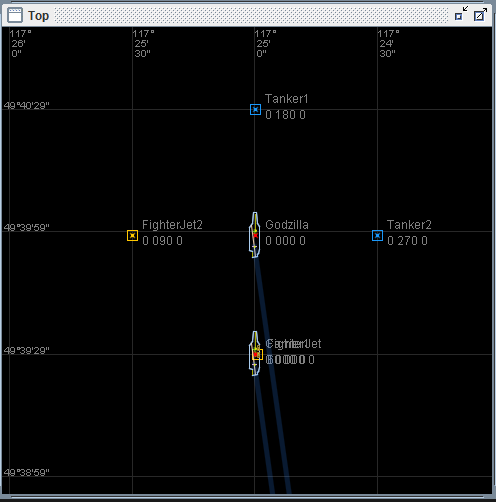 Top
117°
26'
0"
117°
25'
30"
117°
25'
0"
117°
24'
30"
49°40'29"
Tanker1
0 180 0
49°39'59"
FighterJet2
0 090 0
Godzilla
0 000 0
Tanker2
0 270 0
49°39'29"
49°38'59"